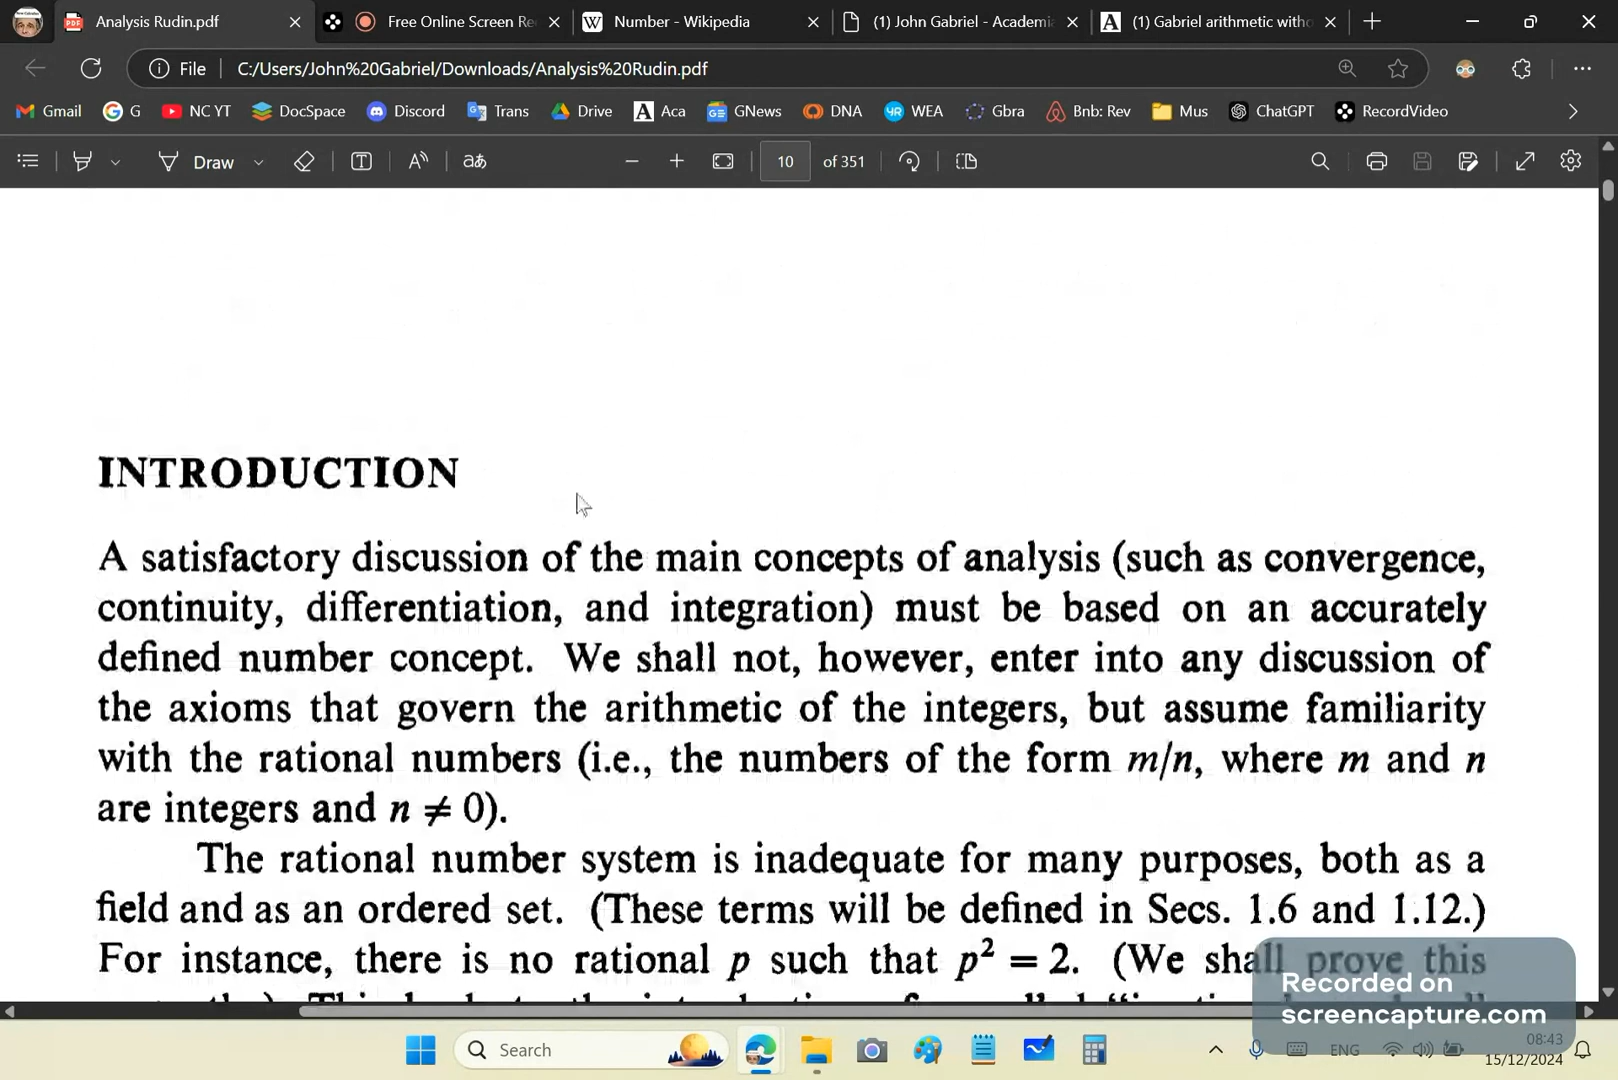 Analysis Rudin.pdf
Free Online Screen Re
Number - Wikipedia
(1) John Gabriel - Academia
(1) Gabriel arithmetic witho
File
C:/Users/John%20Gabriel/Downloads/Analysis%20Rudin.pdf
Gmail
G
NC YT
DocSpace
Discord
Trans
Drive
Aca
GNews
DNA
WEA
Gbra
Bnb: Rev
Mus
ChatGPT
RecordVideo
Draw
10
of 351
INTRODUCTION
A satisfactory discussion of the main concepts of analysis (such as convergence,
continuity, differentiation, and integration) must be based on an accurately
defined number concept. We shall not, however, enter into any discussion of
the axioms that govern the arithmetic of the integers, but assume familiarity
with the rational numbers (i.e., the numbers of the form m/n, where m and n
are integers and n ≠ 0).
The rational number system is inadequate for many purposes, both as a
field and as an ordered set. (These terms will be defined in Secs. 1.6 and 1.12.)
For instance, there is no rational p such that p² = 2. (We shall prove this
Recorded on
screencapture.com
Search
ENG
08:43
15/12/2024